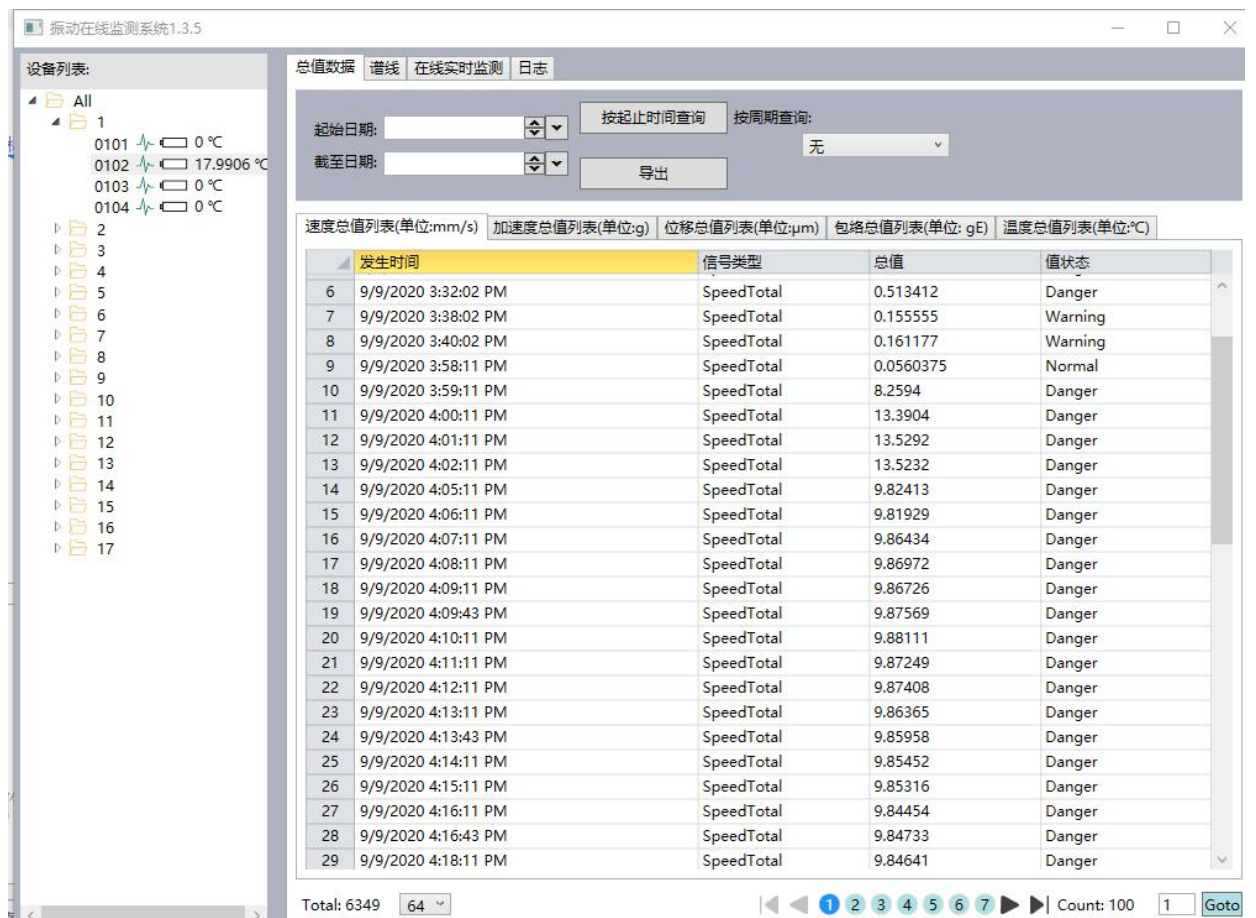 振动在线监测系统1.3.5
设备列表:
All
1
0101 0 ℃
0102 17.9906 ℃
0103 0 ℃
0104 0 ℃
2
3
4
5
6
7
8
9
10
11
12
13
14
15
16
17
总值数据 谱线 在线实时监测 日志
起始日期: 按起止时间查询 按周期查询:
无
截至日期: 导出
速度总值列表(单位:mm/s) 加速度总值列表(单位:g) 位移总值列表(单位:μm) 包络总值列表(单位: gE) 温度总值列表(单位:℃)
发生时间 信号类型 总值 值状态
6 9/9/2020 3:32:02 PM SpeedTotal 0.513412 Danger
7 9/9/2020 3:38:02 PM SpeedTotal 0.155555 Warning
8 9/9/2020 3:40:02 PM SpeedTotal 0.161177 Warning
9 9/9/2020 3:58:11 PM SpeedTotal 0.0560375 Normal
10 9/9/2020 3:59:11 PM SpeedTotal 8.2594 Danger
11 9/9/2020 4:00:11 PM SpeedTotal 13.3904 Danger
12 9/9/2020 4:01:11 PM SpeedTotal 13.5292 Danger
13 9/9/2020 4:02:11 PM SpeedTotal 13.5232 Danger
14 9/9/2020 4:05:11 PM SpeedTotal 9.82413 Danger
15 9/9/2020 4:06:11 PM SpeedTotal 9.81929 Danger
16 9/9/2020 4:07:11 PM SpeedTotal 9.86434 Danger
17 9/9/2020 4:08:11 PM SpeedTotal 9.86972 Danger
18 9/9/2020 4:09:11 PM SpeedTotal 9.86726 Danger
19 9/9/2020 4:09:43 PM SpeedTotal 9.87569 Danger
20 9/9/2020 4:10:11 PM SpeedTotal 9.88111 Danger
21 9/9/2020 4:11:11 PM SpeedTotal 9.87249 Danger
22 9/9/2020 4:12:11 PM SpeedTotal 9.87408 Danger
23 9/9/2020 4:13:11 PM SpeedTotal 9.86365 Danger
24 9/9/2020 4:13:43 PM SpeedTotal 9.85958 Danger
25 9/9/2020 4:14:11 PM SpeedTotal 9.85452 Danger
26 9/9/2020 4:15:11 PM SpeedTotal 9.85316 Danger
27 9/9/2020 4:16:11 PM SpeedTotal 9.84454 Danger
28 9/9/2020 4:16:43 PM SpeedTotal 9.84733 Danger
29 9/9/2020 4:18:11 PM SpeedTotal 9.84641 Danger
Total: 6349 64 1 2 3 4 5 6 7 Count: 100 1 Goto